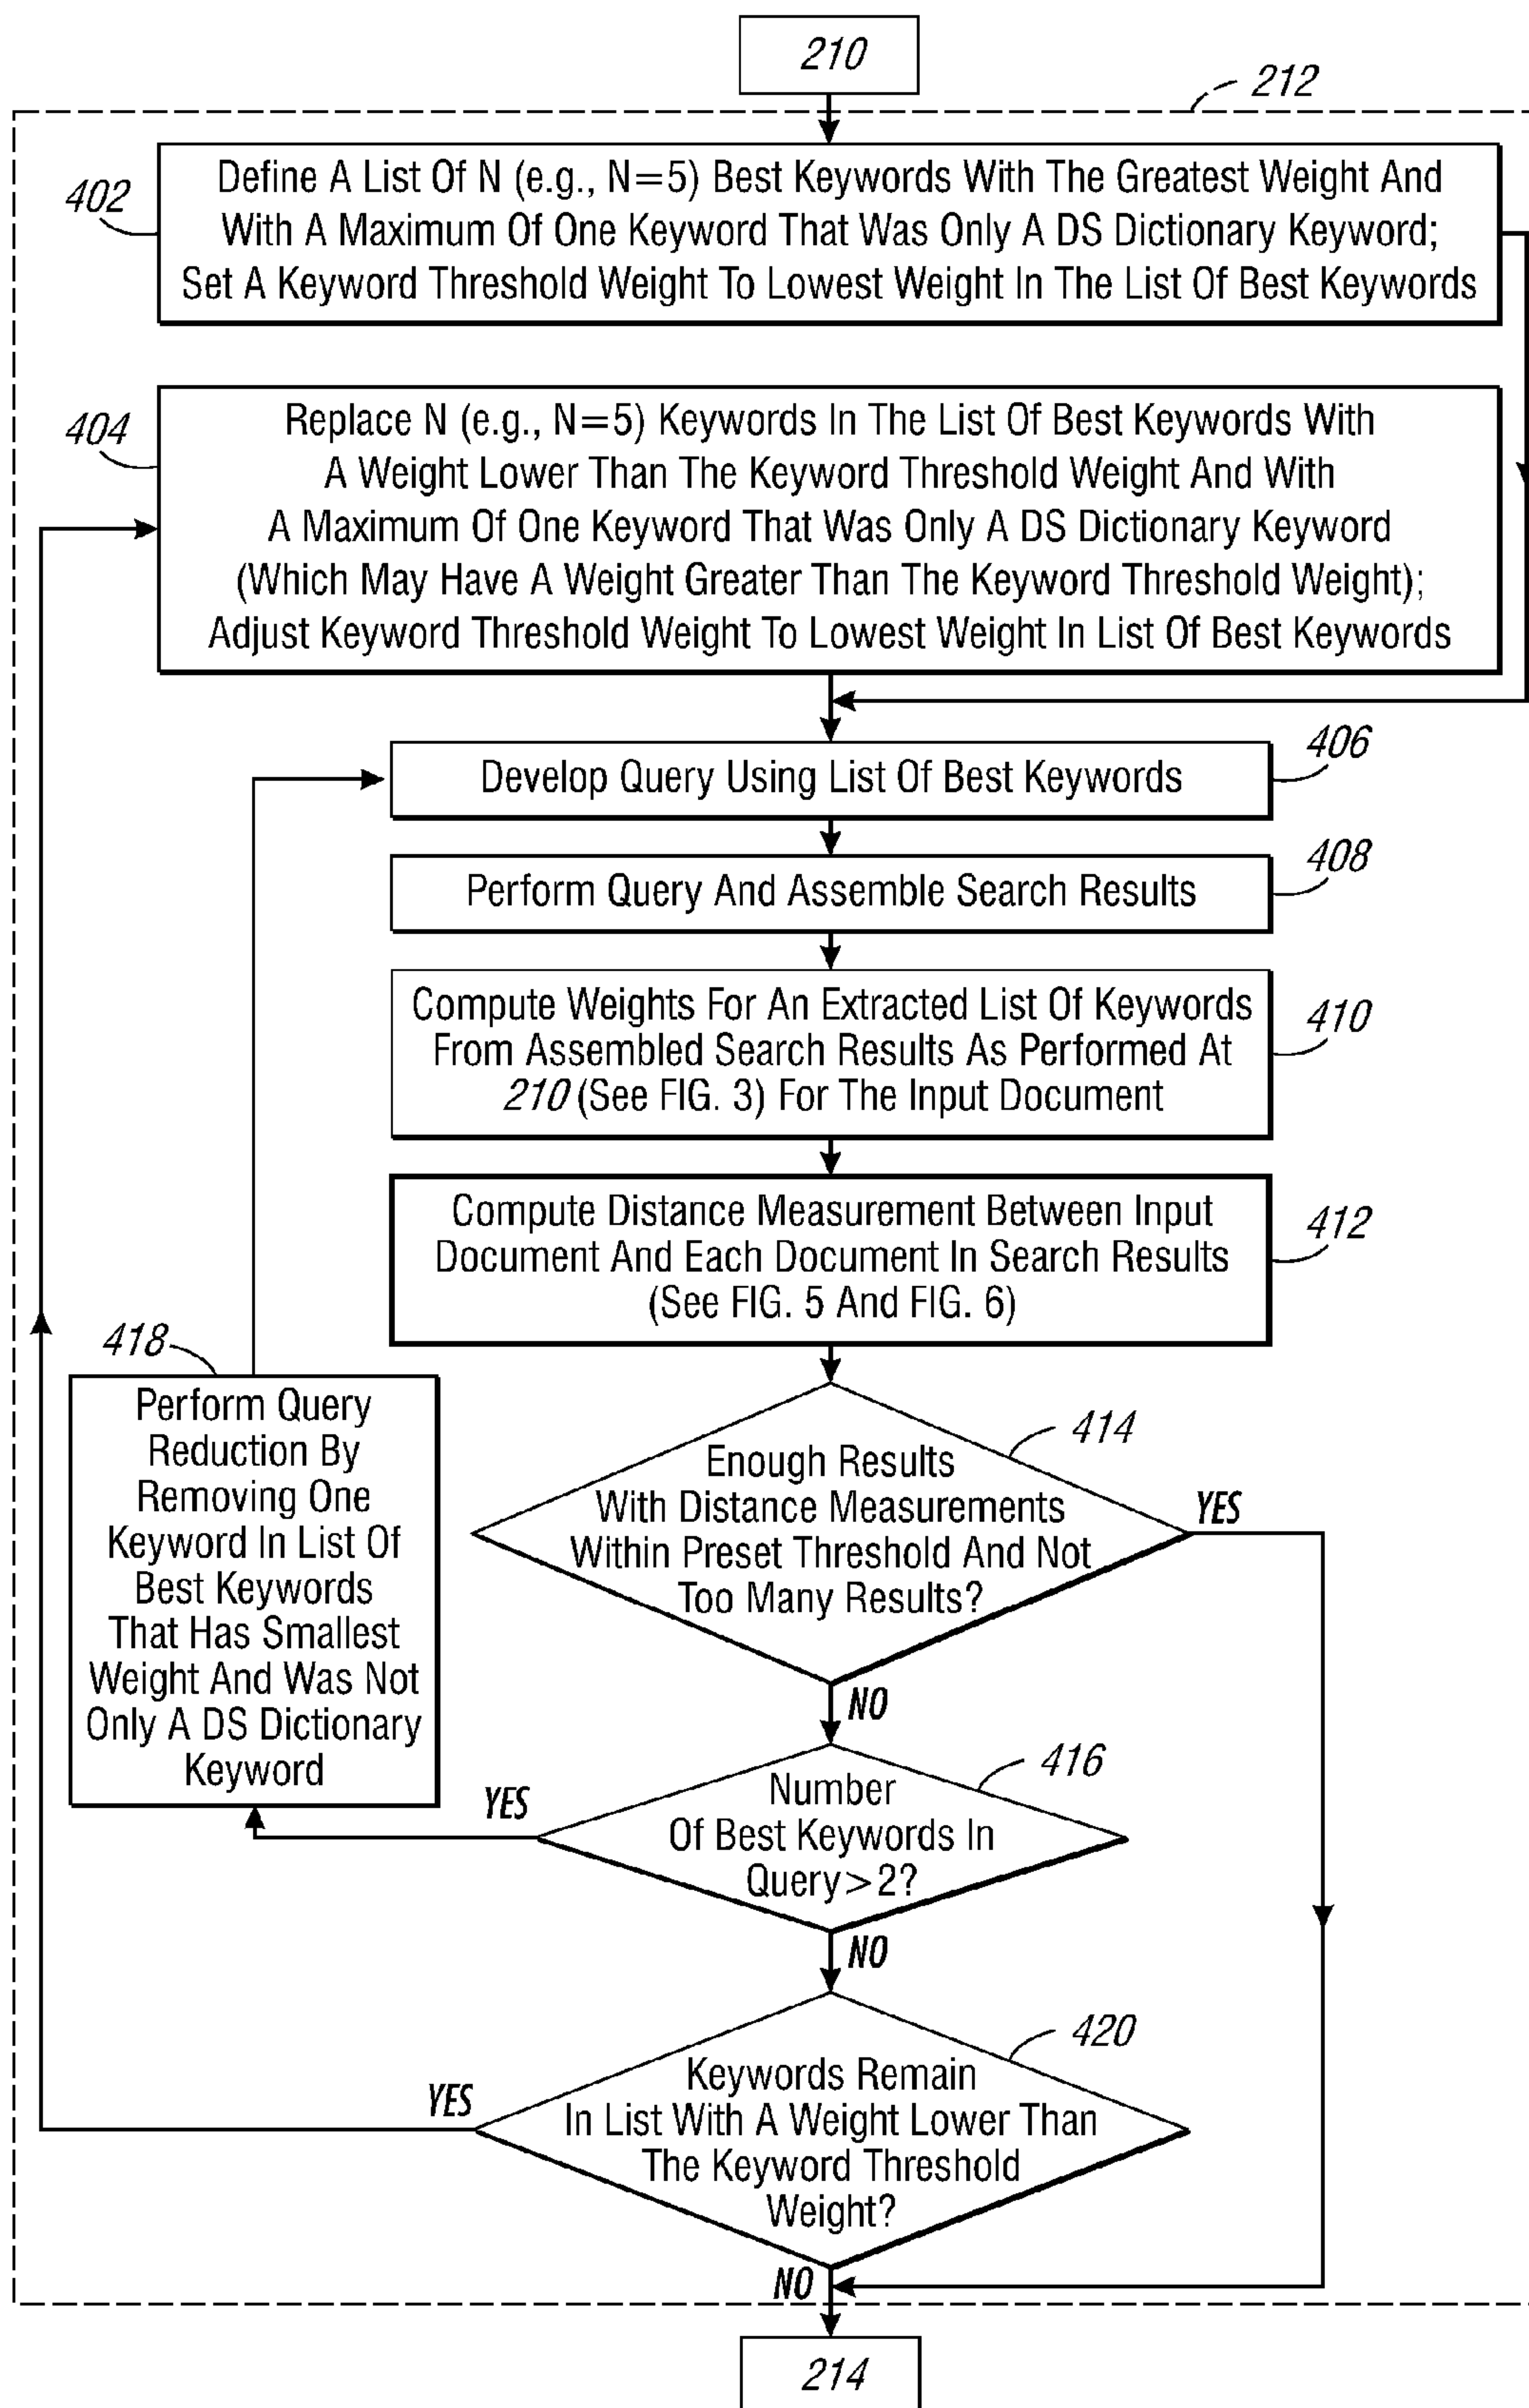 210
212
402
Define A List Of N (e.g., N=5) Best Keywords With The Greatest Weight And
With A Maximum Of One Keyword That Was Only A DS Dictionary Keyword;
Set A Keyword Threshold Weight To Lowest Weight In The List Of Best Keywords
404
Replace N (e.g., N=5) Keywords In The List Of Best Keywords With
A Weight Lower Than The Keyword Threshold Weight And With
A Maximum Of One Keyword That Was Only A DS Dictionary Keyword
(Which May Have A Weight Greater Than The Keyword Threshold Weight);
Adjust Keyword Threshold Weight To Lowest Weight In List Of Best Keywords
406
Develop Query Using List Of Best Keywords
408
Perform Query And Assemble Search Results
410
Compute Weights For An Extracted List Of Keywords
From Assembled Search Results As Performed At
210 (See FIG. 3) For The Input Document
412
Compute Distance Measurement Between Input
Document And Each Document In Search Results
(See FIG. 5 And FIG. 6)
418
Perform Query
Reduction By
Removing One
Keyword In List Of
Best Keywords
That Has Smallest
Weight And Was Not
Only A DS Dictionary
Keyword
414
Enough Results
With Distance Measurements
Within Preset Threshold And Not
Too Many Results?
YES
NO
416
Number
Of Best Keywords In
Query>2?
YES
NO
420
Keywords Remain
In List With A Weight Lower Than
The Keyword Threshold
Weight?
YES
NO
214